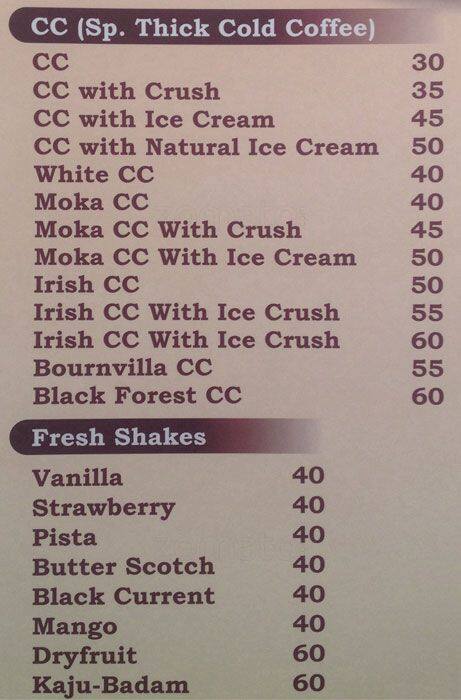 CC (Sp. Thick Cold Coffee)
CC 30
CC with Crush 35
CC with Ice Cream 45
CC with Natural Ice Cream 50
White CC 40
Moka CC 40
Moka CC With Crush 45
Moka CC With Ice Cream 50
Irish CC 50
Irish CC With Ice Crush 55
Irish CC With Ice Crush 60
Bournvilla CC 55
Black Forest CC 60
Fresh Shakes
Vanilla 40
Strawberry 40
Pista 40
Butter Scotch 40
Black Current 40
Mango 40
Dryfruit 60
Kaju-Badam 60